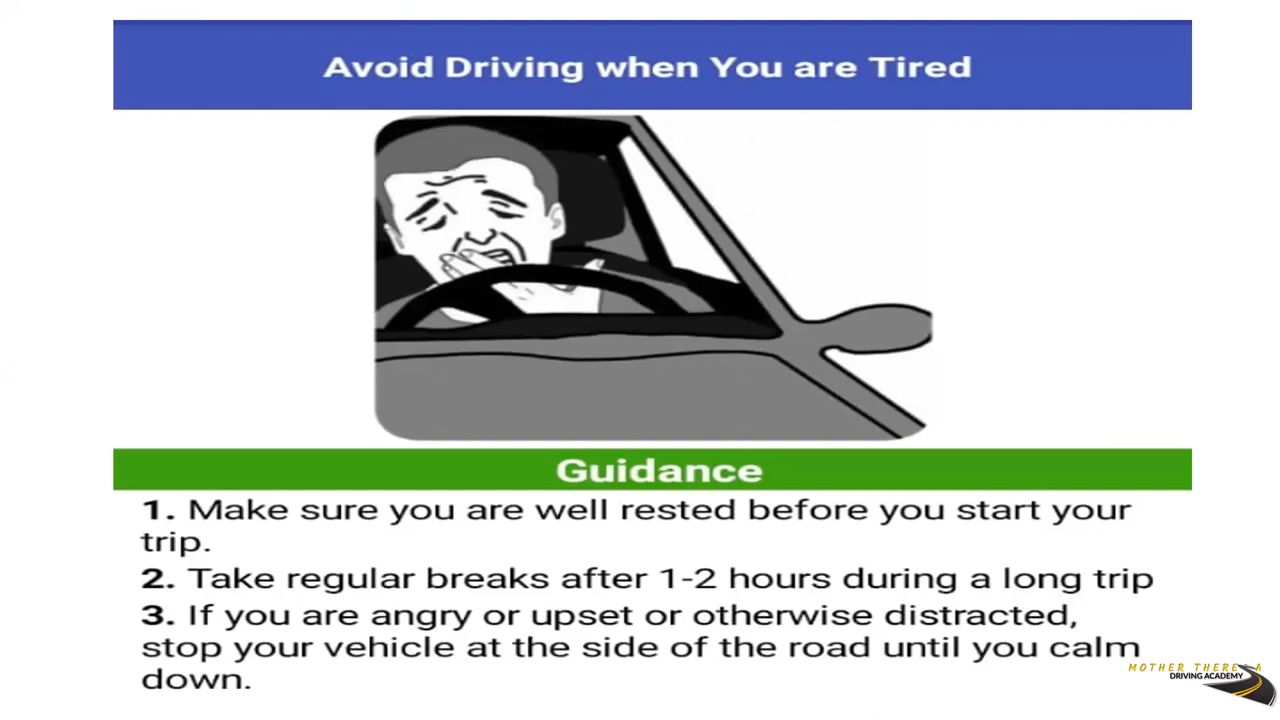 Avoid Driving when You are Tired
Guidance
1. Make sure you are well rested before you start your
trip.
2. Take regular breaks after 1-2 hours during a long trip
3. If you are angry or upset or otherwise distracted,
stop your vehicle at the side of the road until you calm
down.
MOTHER THERE A
DRIVING ACADEMY